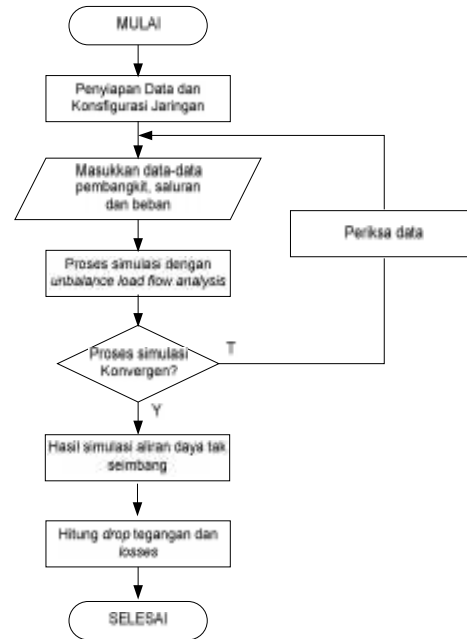 MULAI
Penyiapan Data dan
Konsfigurasi Jaringan
Masukkan data-data
pembangkit, saluran
dan beban
Periksa data
Proses simulasi dengan
unbalance load flow analysis
Proses simulasi
Konvergen?
T
Y
Hasil simulasi aliran daya tak
seimbang
Hitung drop tegangan dan
losses
SELESAI